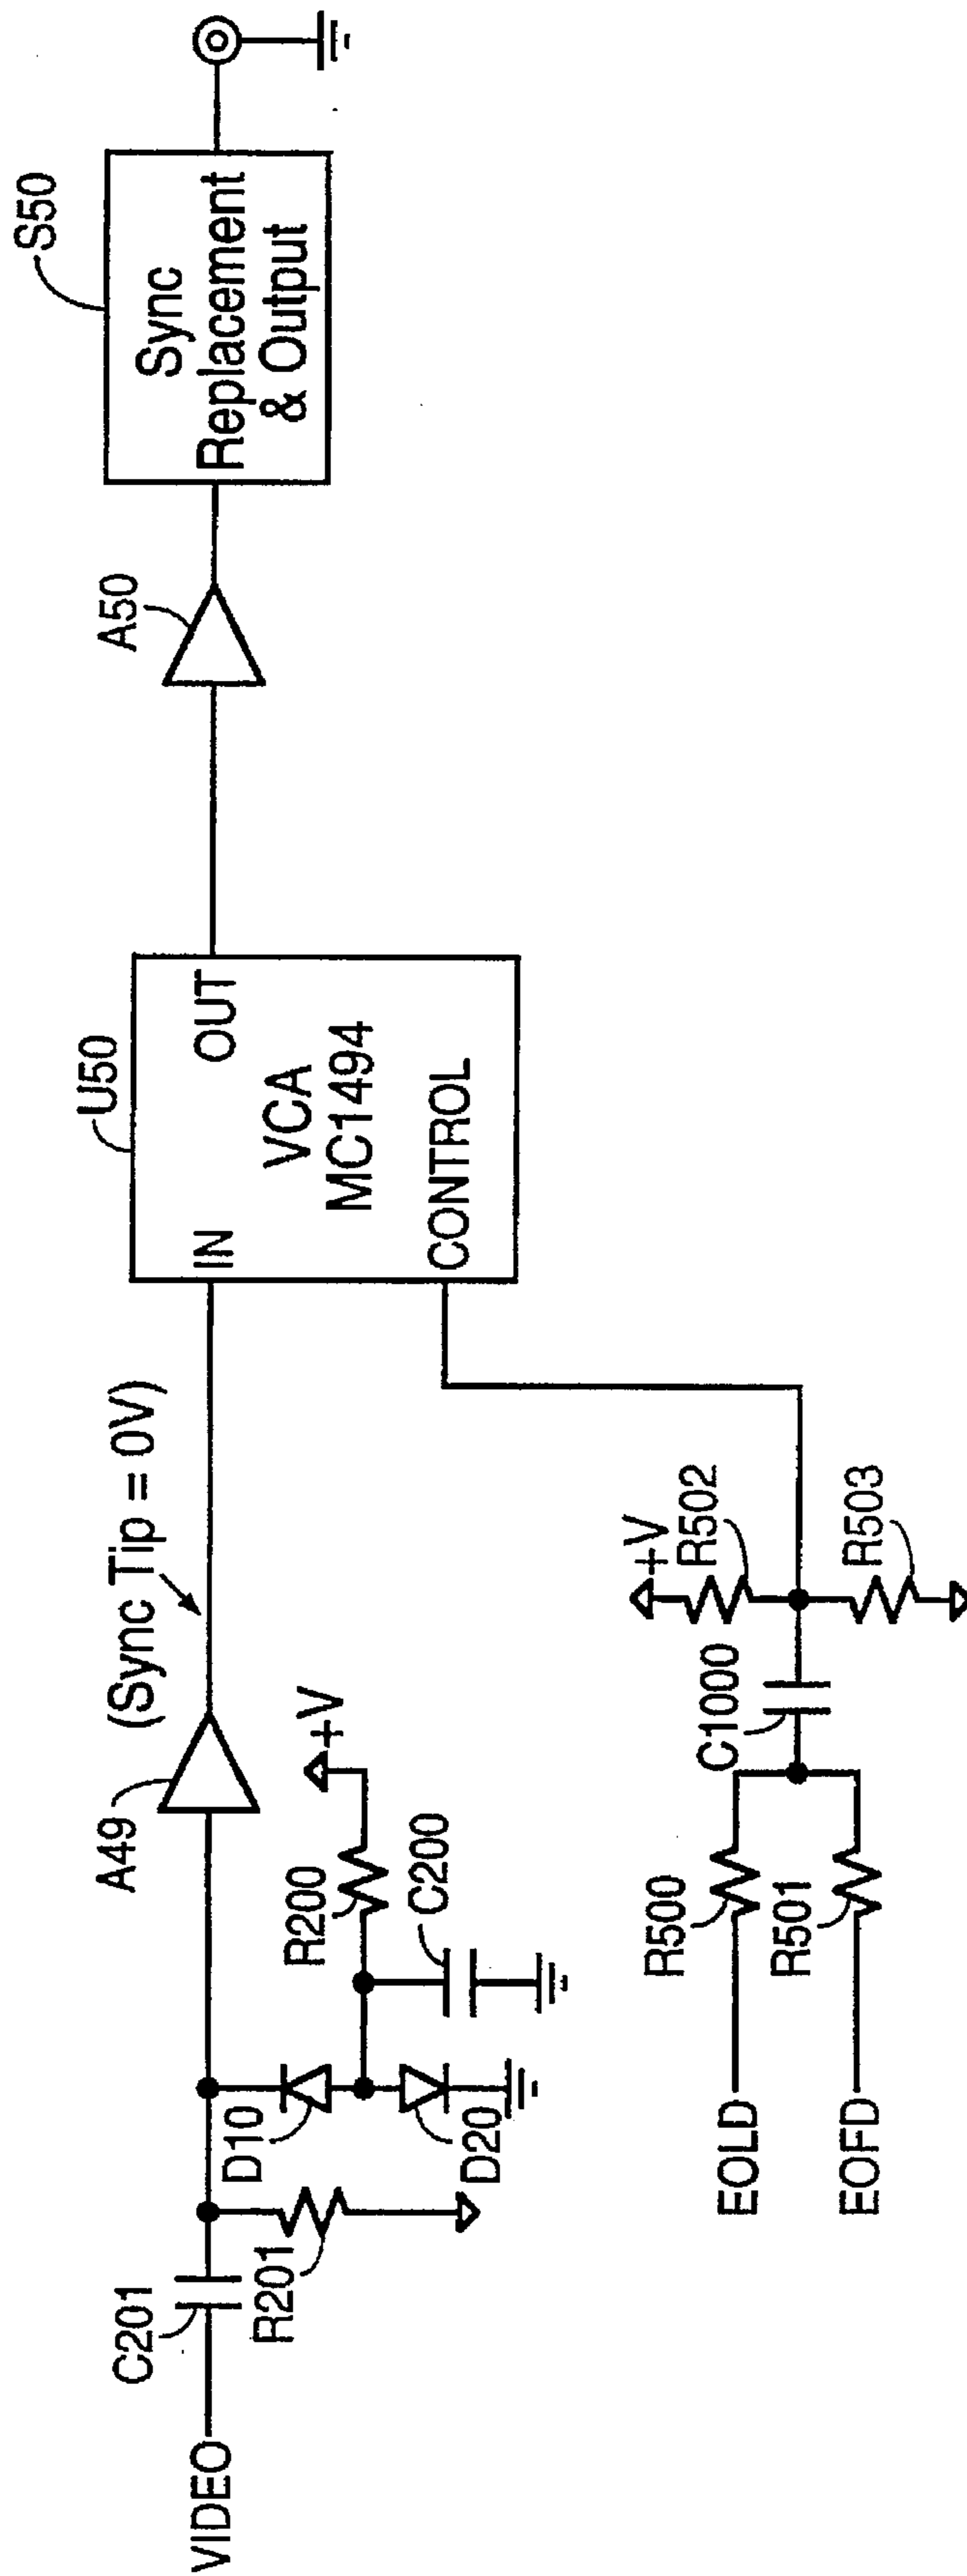 VIDEO
C201
R201
D10
D20
R200
C200
+V
A49
(Sync Tip = 0V)
U50
IN
OUT
VCA
MC1494
CONTROL
A50
S50
Sync
Replacement
& Output
EOLD
EOFD
R500
R501
C1000
+V
R502
R503